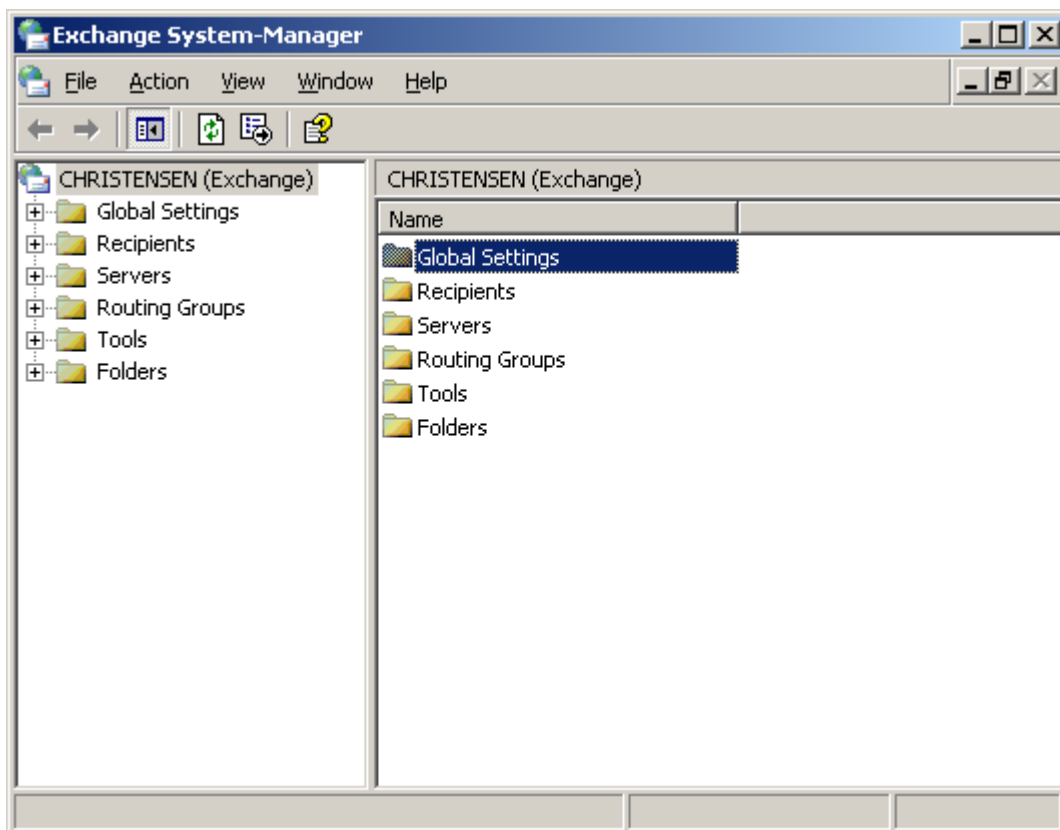 Exchange System-Manager
File Action View Window Help
CHRISTENSEN (Exchange)
Global Settings
Recipients
Servers
Routing Groups
Tools
Folders
CHRISTENSEN (Exchange)
Name
Global Settings
Recipients
Servers
Routing Groups
Tools
Folders